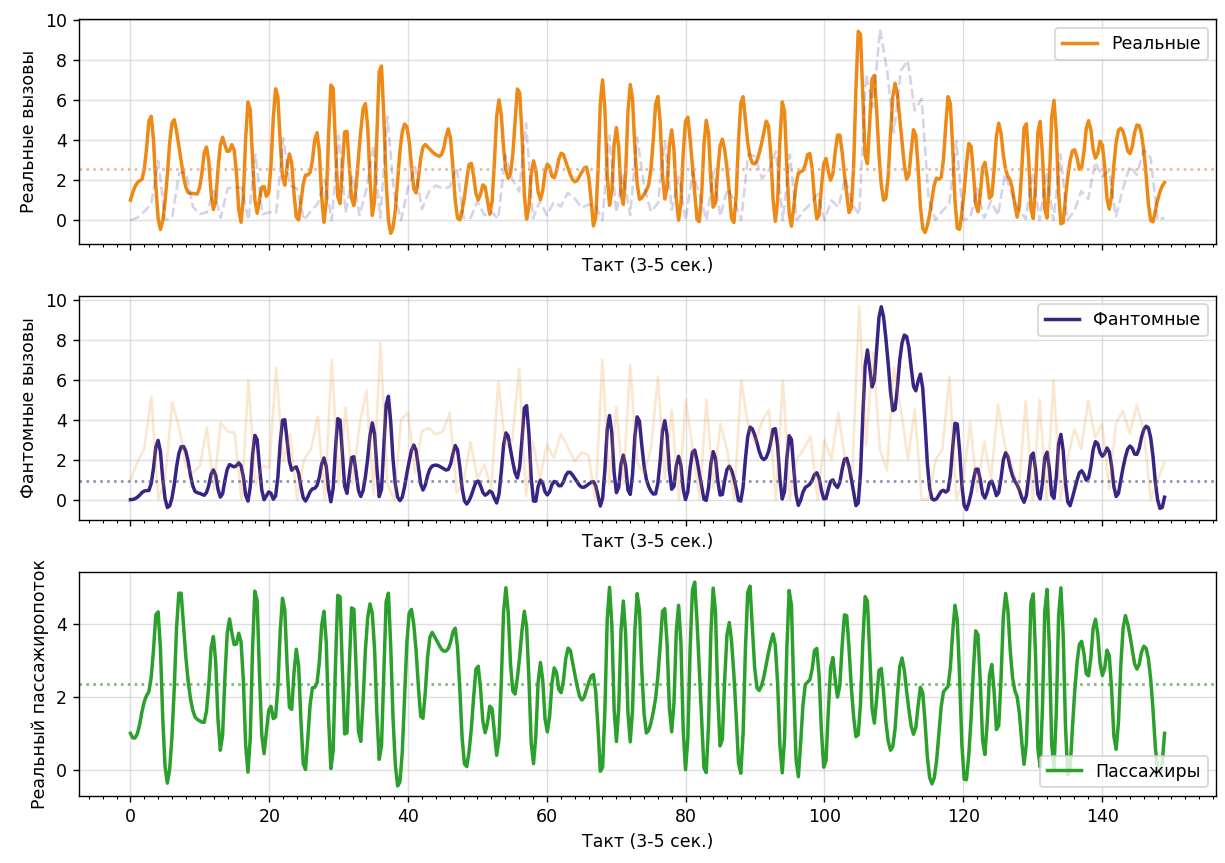 Реальные вызовы
10
8
6
4
2
0
Реальные
Такт (3-5 сек.)
Фантомные вызовы
10
8
6
4
2
0
Фантомные
Такт (3-5 сек.)
Реальный пассажиропоток
4
2
0
Пассажиры
0 20 40 60 80 100 120 140
Такт (3-5 сек.)